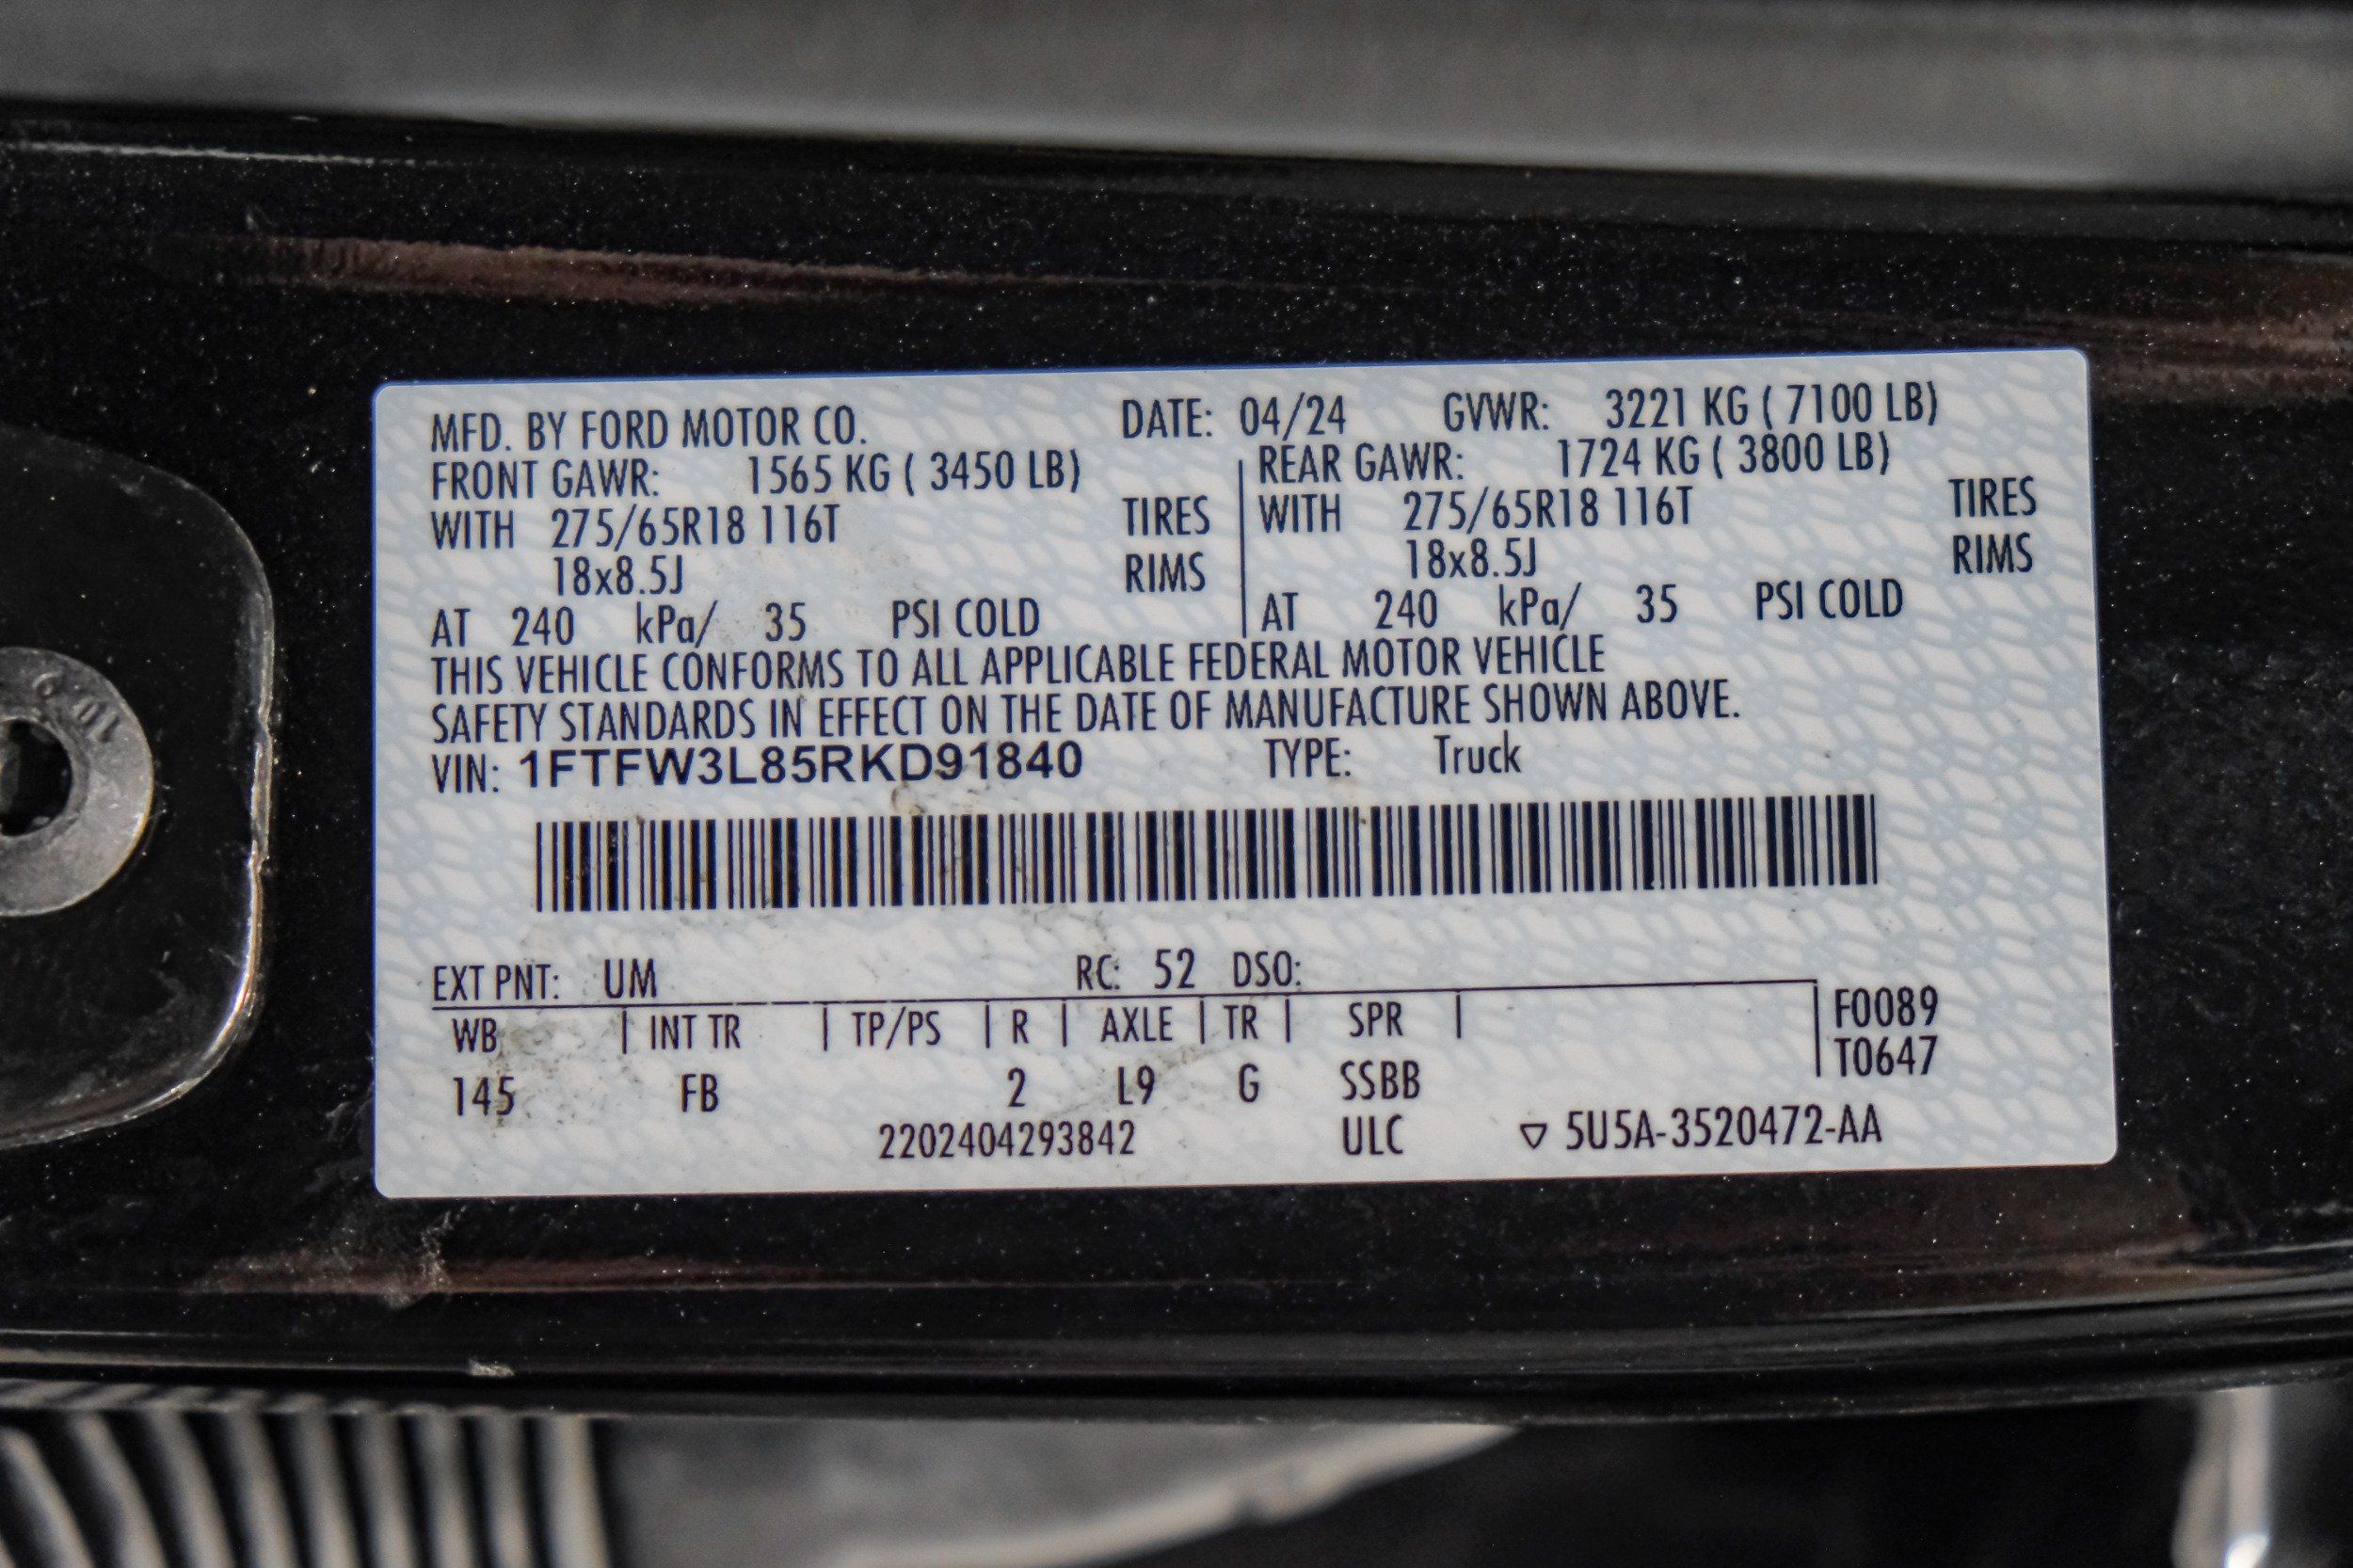 MFD. BY FORD MOTOR CO. DATE: 04/24 GVWR: 3221 KG ( 7100 LB)
FRONT GAWR: 1565 KG ( 3450 LB) REAR GAWR: 1724 KG ( 3800 LB)
WITH 275/65R18 116T TIRES WITH 275/65R18 116T TIRES
18x8.5J RIMS 18x8.5J RIMS
AT 240 kPa/ 35 PSI COLD AT 240 kPa/ 35 PSI COLD
THIS VEHICLE CONFORMS TO ALL APPLICABLE FEDERAL MOTOR VEHICLE
SAFETY STANDARDS IN EFFECT ON THE DATE OF MANUFACTURE SHOWN ABOVE.
VIN: 1FTFW3L85RKD91840 TYPE: Truck
EXT PNT: UM RC: 52 DSO:
WB | INT TR | TP/PS | R | AXLE | TR | SPR | F0089
T0647
145 FB 2 L9 G SSBB
2202404293842 ULC ▽ 5U5A-3520472-AA